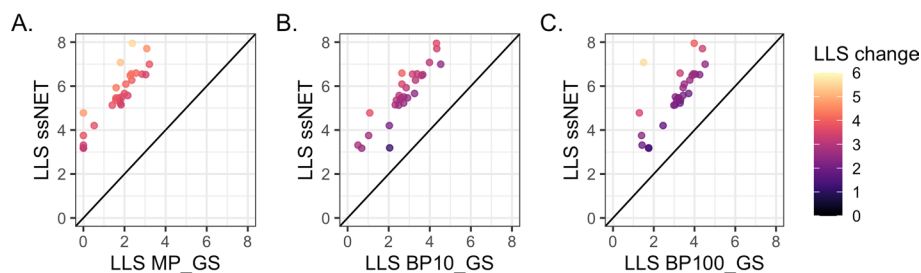 A.
B.
C.
LLS ssNET
8
6
4
2
0
0 2 4 6 8
LLS MP_GS
LLS ssNET
8
6
4
2
0
0 2 4 6 8
LLS BP10_GS
LLS ssNET
8
6
4
2
0
0 2 4 6 8
LLS BP100_GS
LLS change
6
5
4
3
2
1
0